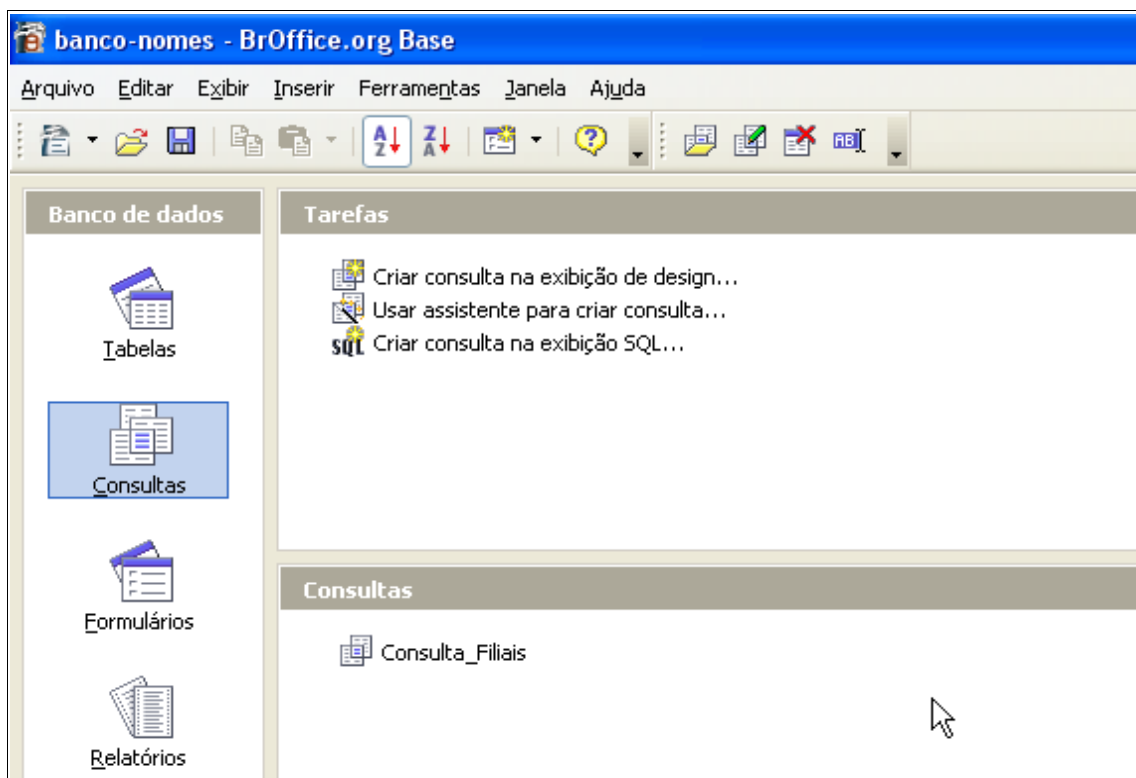 banco-nomes - BrOffice.org Base
Arquivo Editar Exibir Inserir Ferramentas Janela Ajuda
Banco de dados
Tabelas
Consultas
Formulários
Relatórios
Tarefas
Criar consulta na exibição de design...
Usar assistente para criar consulta...
SQL Criar consulta na exibição SQL...
Consultas
Consulta_Filiais